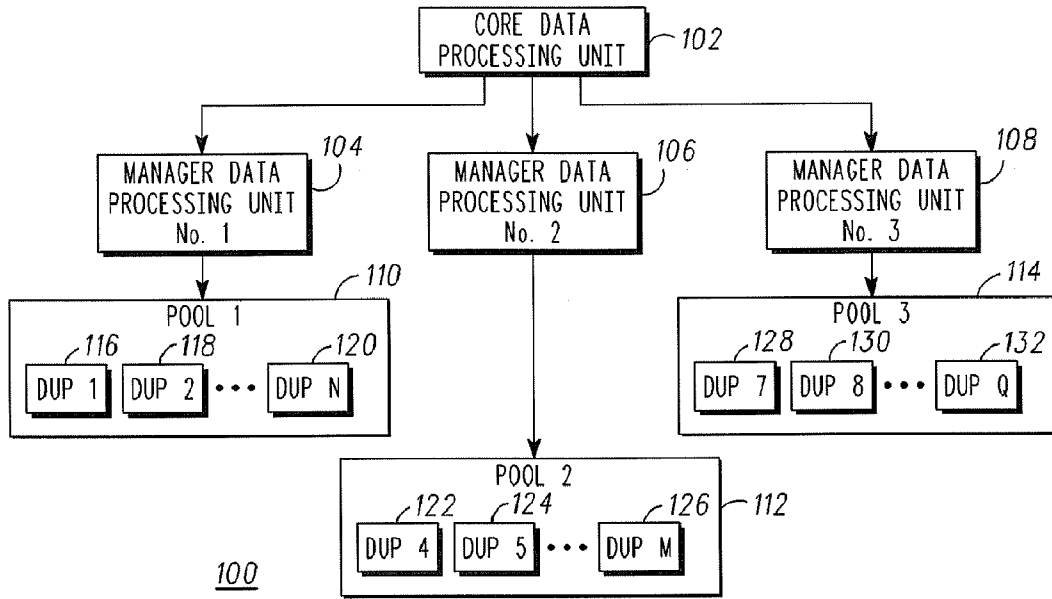 CORE DATA
PROCESSING UNIT
102
104
MANAGER DATA
PROCESSING UNIT
No. 1
106
MANAGER DATA
PROCESSING UNIT
No. 2
108
MANAGER DATA
PROCESSING UNIT
No. 3
110
POOL 1
116
118
120
DUP 1
DUP 2
•••
DUP N
114
POOL 3
128
130
132
DUP 7
DUP 8
•••
DUP Q
POOL 2
112
122
124
126
DUP 4
DUP 5
•••
DUP M
100